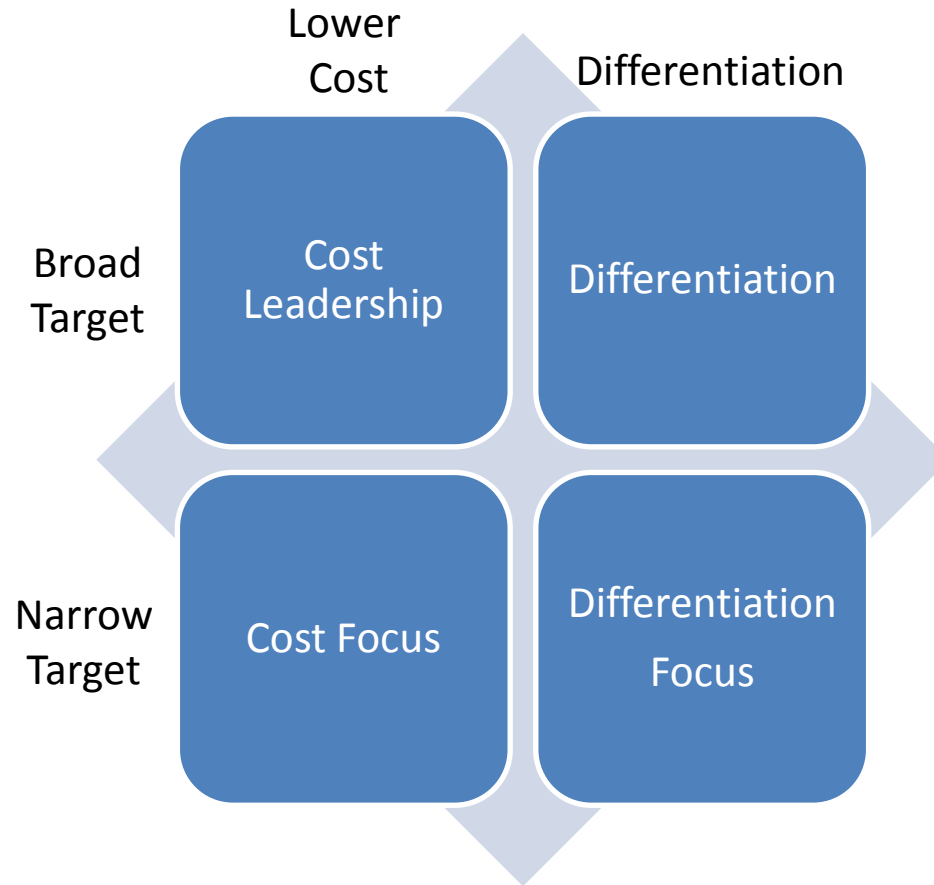 Lower
Cost
Differentiation
Broad
Target
Cost
Leadership
Differentiation
Narrow
Target
Cost Focus
Differentiation
Focus